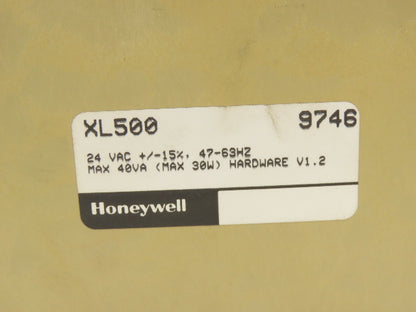 XL500 9746
24 VAC +/-15%, 47-63HZ
MAX 40VA (MAX 30W) HARDWARE V1.2
Honeywell